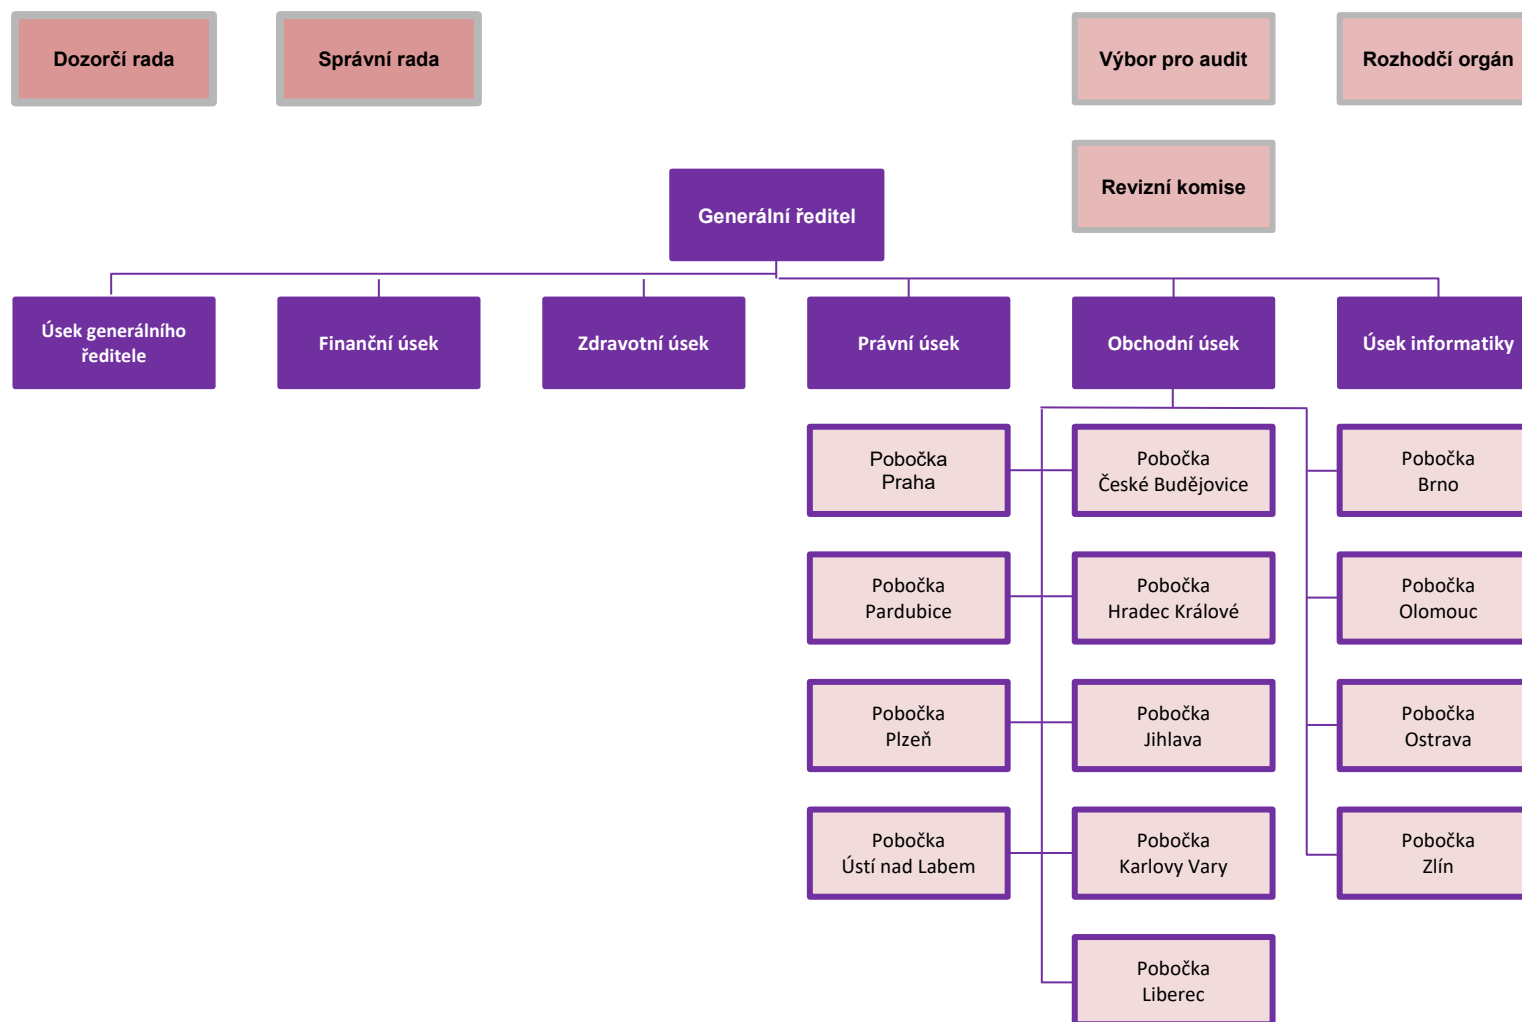 Dozorčí rada
Správní rada
Výbor pro audit
Rozhodčí orgán
Revizní komise
Generální ředitel
Úsek generálního
ředitele
Finanční úsek
Zdravotní úsek
Právní úsek
Obchodní úsek
Úsek informatiky
Pobočka
Praha
Pobočka
České Budějovice
Pobočka
Brno
Pobočka
Pardubice
Pobočka
Hradec Králové
Pobočka
Olomouc
Pobočka
Plzeň
Pobočka
Jihlava
Pobočka
Ostrava
Pobočka
Ústí nad Labem
Pobočka
Karlovy Vary
Pobočka
Zlín
Pobočka
Liberec